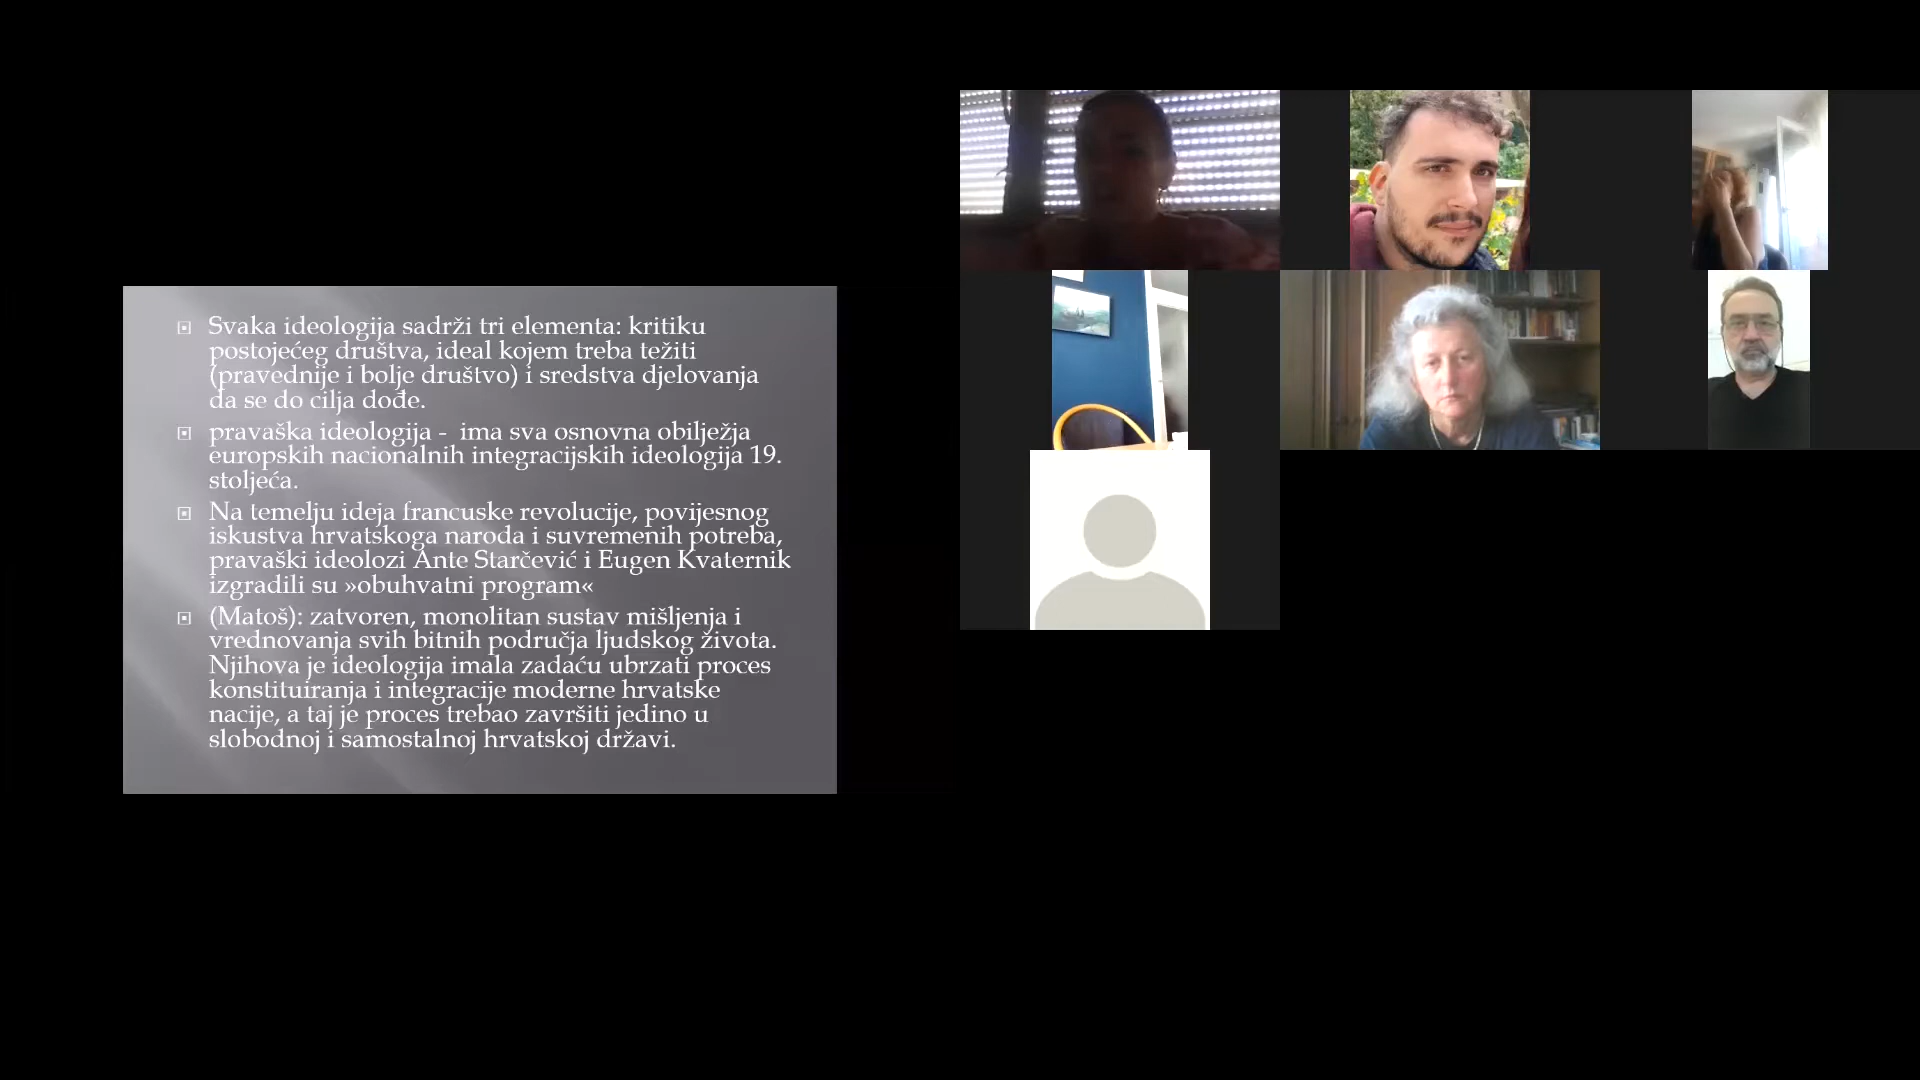 Svaka ideologija sadrži tri elementa: kritiku
postojećeg društva, ideal kojem treba težiti
(pravednije i bolje društvo) i sredstva djelovanja
da se do cilja dođe.
pravaška ideologija - ima sva osnovna obilježja
europskih nacionalnih integracijskih ideologija 19.
stoljeća.
Na temelju ideja francuske revolucije, povijesnog
iskustva hrvatskoga naroda i suvremenih potreba,
pravaški ideolozi Ante Starčević i Eugen Kvaternik
izgradili su »obuhvatni program«
(Matoš): zatvoren, monolitan sustav mišljenja i
vrednovanja svih bitnih područja ljudskog života.
Njihova je ideologija imala zadaću ubrzati proces
konstituiranja i integracije moderne hrvatske
nacije, a taj je proces trebao završiti jedino u
slobodnoj i samostalnoj hrvatskoj državi.